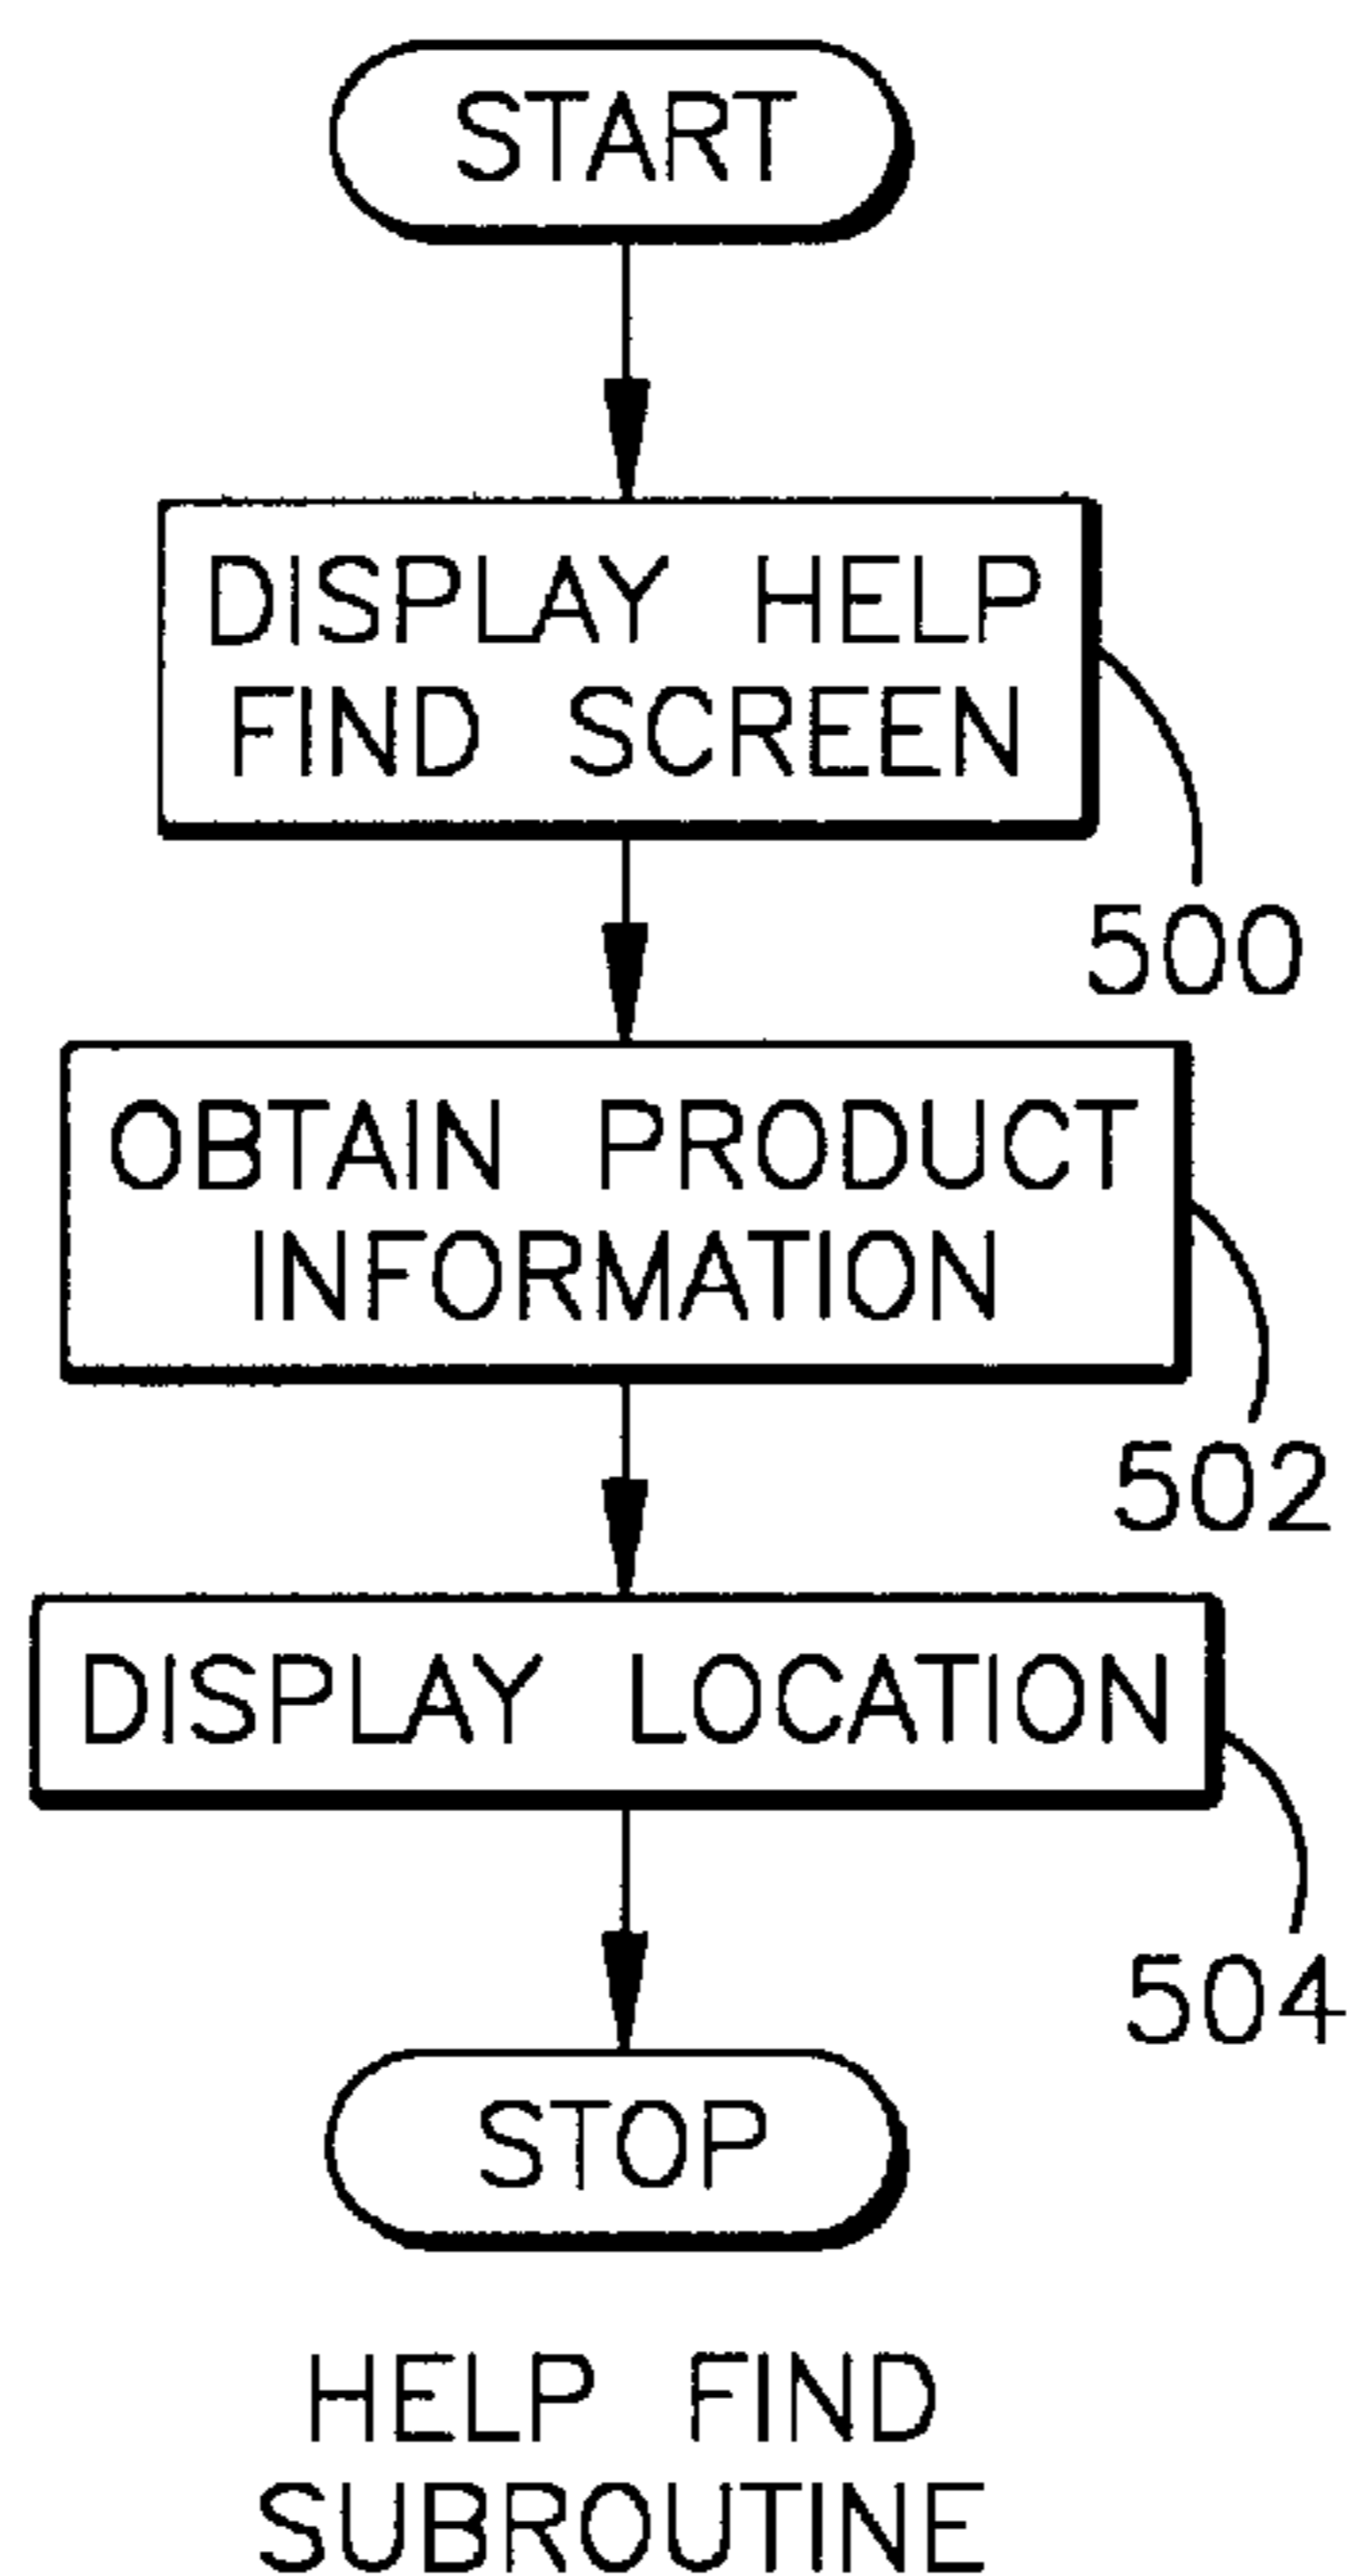 START
DISPLAY HELP
FIND SCREEN
500
OBTAIN PRODUCT
INFORMATION
502
DISPLAY LOCATION
504
STOP
HELP FIND
SUBROUTINE